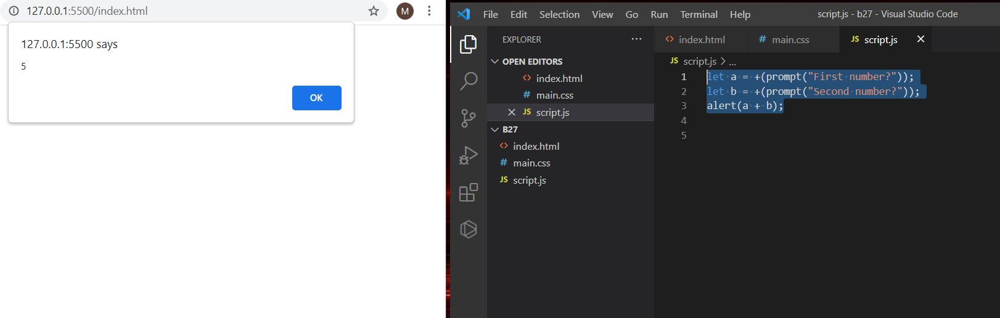 127.0.0.1:5500/index.html
M
127.0.0.1:5500 says
5
OK
File Edit Selection View Go Run Terminal Help
script.js - b27 - Visual Studio Code
EXPLORER ...
OPEN EDITORS
<> index.html
# main.css
× JS script.js
B27
<> index.html
# main.css
JS script.js
<> index.html # main.css JS script.js ×
JS script.js > ...
1 let a = +(prompt("First number?"));
2 let b = +(prompt("Second number?"));
3 alert(a + b);
4
5